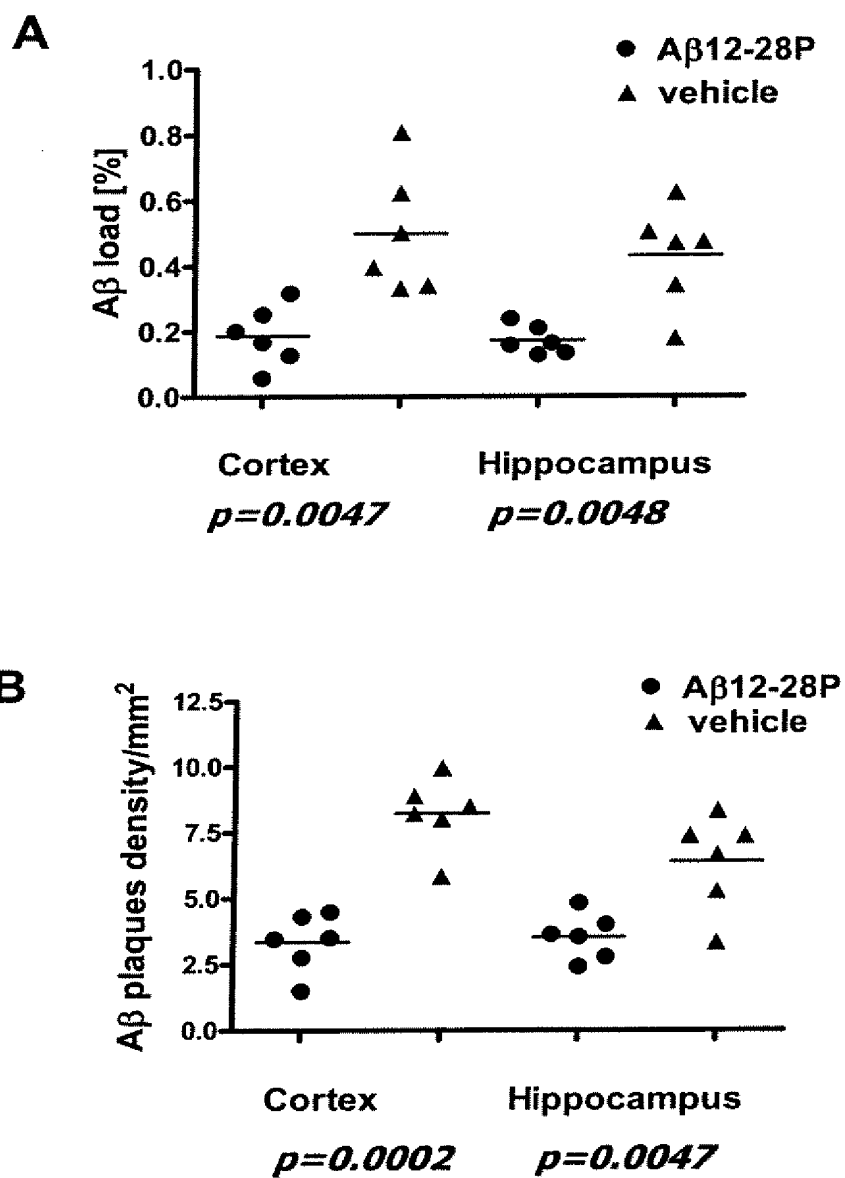 A
Aβ12-28P
vehicle
Aβ load [%]
1.0
0.8
0.6
0.4
0.2
0.0
Cortex
Hippocampus
p=0.0047
p=0.0048
B
Aβ12-28P
vehicle
Aβ plaques density/mm²
12.5
10.0
7.5
5.0
2.5
0.0
Cortex
Hippocampus
p=0.0002
p=0.0047